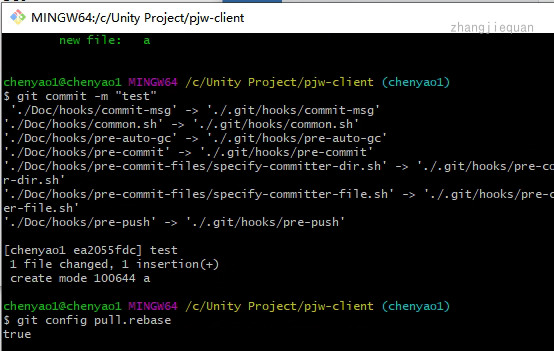 MINGW64:/c/Unity Project/pjw-client
zhangjiequan
new file:   a
chenyao1@chenyao1 MINGW64 /c/Unity Project/pjw-client (chenyao1)
$ git commit -m "test"
'./Doc/hooks/commit-msg' -> './.git/hooks/commit-msg'
'./Doc/hooks/common.sh' -> './.git/hooks/common.sh'
'./Doc/hooks/pre-auto-gc' -> './.git/hooks/pre-auto-gc'
'./Doc/hooks/pre-commit' -> './.git/hooks/pre-commit'
'./Doc/hooks/pre-commit-files/specify-committer-dir.sh' -> './.git/hooks/pre-co
r-dir.sh'
'./Doc/hooks/pre-commit-files/specify-committer-file.sh' -> './.git/hooks/pre-c
er-file.sh'
'./Doc/hooks/pre-push' -> './.git/hooks/pre-push'
[chenyao1 ea2055fdc] test
1 file changed, 1 insertion(+)
create mode 100644 a
chenyao1@chenyao1 MINGW64 /c/Unity Project/pjw-client (chenyao1)
$ git config pull.rebase
true